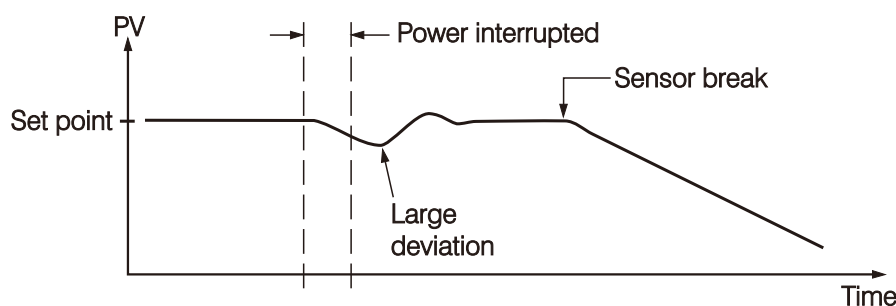 PV
Power interrupted
Sensor break
Set point
Large
deviation
Time